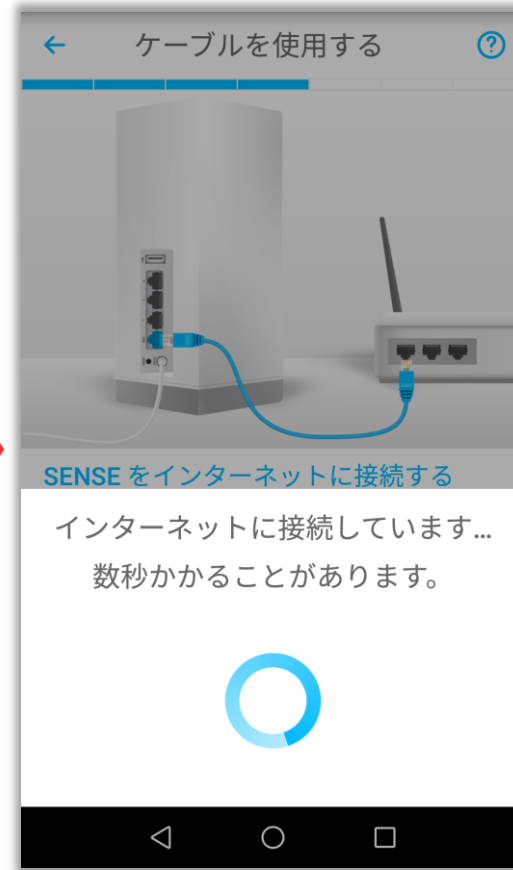 ケーブルを使用する
SENSE をインターネットに接続する
インターネットに接続しています...
数秒かかることがあります。